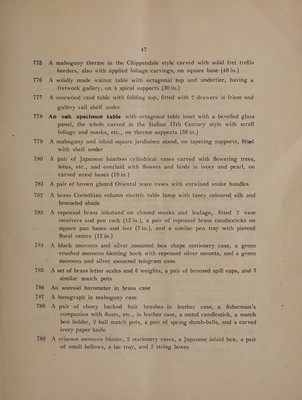 47
775 A mahogany therme in the Chippendale style carved with solid fret trellis
borders, also with applied foliage carvings, on square base (48 in.)
776 A solidly made walnut table with octagonal top and undertier, having a
fretwork gallery, on 4 spiral supports (30 in.)
777 A rosewood card table with folding top, fitted with 2 drawers in frieze and
gallery rail shelf under
778 An oak specimen table with octagonal table inset with a bevelled glass
panel, the whole carved in the Italian 17th Century style with scroll
foliage and masks, etc., on therme supports (38 in.)
779 A mahogany and inlaid square jardiniere stand, on tapering supports, fitted
with shelf under
780 A pair of Japanese bamboo cylindrical vases carved with flowering trees,
lotus, etc., and overlaid with flowers and birds in ivory and pearl, on
carved wood bases (18 in.)
781 A pair of brown glazed Oriental ware vases with entwined snake handles
782 A brass Corinthian column electric table lamp with fancy coloured silk and
brocaded shade
783 A repoussé brass inkstand on chased masks and leafage, fitted 2 vase
receivers and pen rack (13 in.), a pair of repoussé brass candlesticks on
square pan bases and feet (7 in.), and a similar pen tray with pierced
floral centre (12 in.)
784 A black morocco and silver mounted box shape stationery case, a green
crushed morocco blotting book with repoussé silver mounts, and a green
morocco and silver mounted telegram case
785 A set of brass letter scales and 6 weights, a pair of bronzed spill cups, and 3
similar match pots
786 An aneroid barometer in brass case
787 A barograph in mahogany case
788 A pair of ebony backed hair brushes in leather case, a fisherman's
companion with floats, etc., in leather case, a metal candlestick, a match
box holder, 2 ball match pots, a pair of spring dumb-bells, and a carved
ivory paper knife
789 A crimson morocco blotter, 2 stationery cases, a Japanese inlaid box, a pair
of small bellows, a lac tray, and 2 string boxes